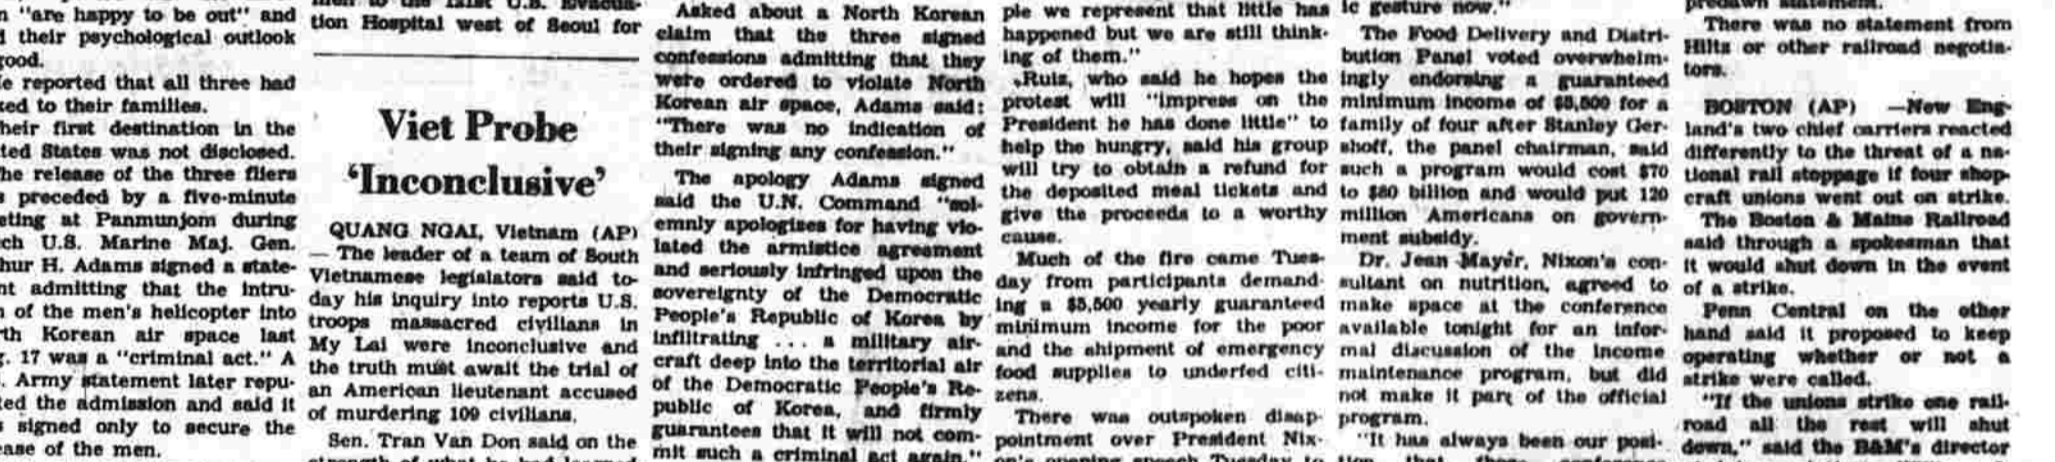 "are happy to be out" and
their psychological outlook
reported that all three had
to their families.
first destination in the
States was not disclosed.
release of the three fliers
preceded by a five-minute
at Panmunjom during
U.S. Marine Maj. Gen.
H. Adams signed a state-
admitting that the intru-
of the men's helicopter into
Korean air space last
17 was a "criminal act." A
Army statement later repu-
the admission and said it
signed only to secure the
of the men.
tion Hospital west of Seoul for
Viet Probe
'Inconclusive'
QUANG NGAI, Vietnam (AP)
— The leader of a team of South
Vietnamese legislators said to-
day his inquiry into reports U.S.
troops massacred civilians in
My Lai were inconclusive and
the truth must await the trial of
an American lieutenant accused
of murdering 109 civilians.
Sen. Tran Van Don said on the
Asked about a North Korean
claim that the three signed
confessions admitting that they
were ordered to violate North
Korean air space, Adams said:
"There was no indication of
their signing any confession."
The apology Adams signed
said the U.N. Command "sol-
emnly apologizes for having vio-
lated the armistice agreement
and seriously infringed upon the
sovereignty of the Democratic
People's Republic of Korea by
infiltrating ... a military air-
craft deep into the territorial air
of the Democratic People's Re-
public of Korea, and firmly
guarantees that it will not com-
mit such a criminal act again."
ple we represent that little has
happened but we are still think-
ing of them."
Ruiz, who said he hopes the
protest will "impress on the
President he has done little" to
help the hungry, said his group
will try to obtain a refund for
the deposited meal tickets and
give the proceeds to a worthy
cause.
Much of the fire came Tues-
day from participants demand-
ing a $5,500 yearly guaranteed
minimum income for the poor
and the shipment of emergency
food supplies to underfed citi-
zens.
There was outspoken disap-
pointment over President Nix-
on's opening speech Tuesday to
ic gesture now."
The Food Delivery and Distri-
bution Panel voted overwhelm-
ingly endorsing a guaranteed
minimum income of $5,500 for a
family of four after Stanley Ger-
shoff, the panel chairman, said
such a program would cost $70
to $80 billion and would put 120
million Americans on govern-
ment subsidy.
Dr. Jean Mayer, Nixon's con-
sultant on nutrition, agreed to
make space at the conference
available tonight for an infor-
mal discussion of the income
maintenance program, but did
not make it part of the official
program.
"It has always been our posi-
predawn statement.
There was no statement from
Hilts or other railroad negotia-
tors.
BOSTON (AP) —New Eng-
land's two chief carriers reacted
differently to the threat of a na-
tional rail stoppage if four shop-
craft unions went out on strike.
The Boston & Maine Railroad
said through a spokesman that
it would shut down in the event
of a strike.
Penn Central on the other
hand said it proposed to keep
operating whether or not a
strike were called.
"If the unions strike one rail-
road all the rest will shut
down," said the B&M's director